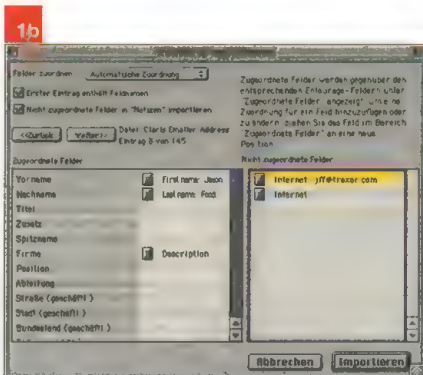 1b
Felder zuordnen Automatische Zuordnung
Erster Eintrag enthält Feldnamen
Nicht zugeordnete Felder in "Notizen" importieren
<<Zurück Weiter>> Datei: Claris Emailer Address
Eintrag 8 von 145
Zugeordnete Felder werden gegenüber den
entsprechenden Entourage-Feldern unter
"Zugeordnete Felder" angezeigt. Um eine
Zuordnung für ein Feld hinzuzufügen oder
zu ändern, ziehen Sie das Feld im Bereich
"Zugeordnete Felder" an eine neue
Position.
Zugeordnete Felder
Vorname First name: Jason
Nachname Last name: Food
Titel
Zusatz
Spitzname
Firma Description
Position
Abteilung
Straße (geschäftl.)
Stadt (geschäftl.)
Bundesland (geschäftl.)
Nicht zugeordnete Felder
Internet
Internet
Abbrechen Importieren